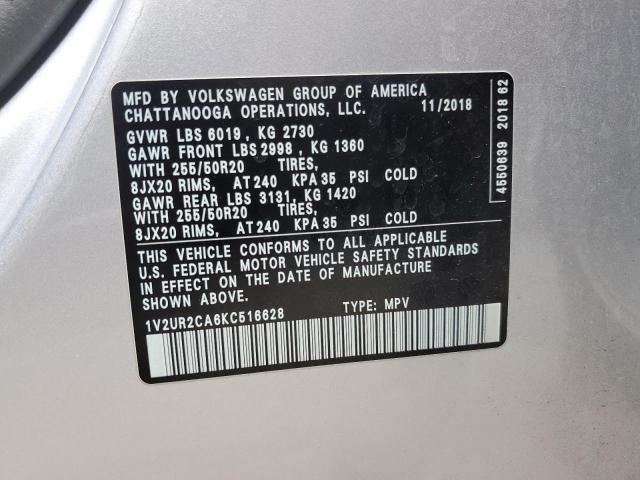 MFD BY VOLKSWAGEN GROUP OF AMERICA
CHATTANOOGA OPERATIONS, LLC. 11/2018
GVWR LBS 6019 , KG 2730
GAWR FRONT LBS 2998 , KG 1360
WITH 255/50R20 TIRES,
8JX20 RIMS, AT 240 KPA 35 PSI COLD
GAWR REAR LBS 3131, KG 1420
WITH 255/50R20 TIRES,
8JX20 RIMS, AT 240 KPA 35 PSI COLD
THIS VEHICLE CONFORMS TO ALL APPLICABLE
U.S. FEDERAL MOTOR VEHICLE SAFETY STANDARDS
IN EFFECT ON THE DATE OF MANUFACTURE
SHOWN ABOVE.
1V2UR2CA6KC516628 TYPE: MPV
4550639 2018 62